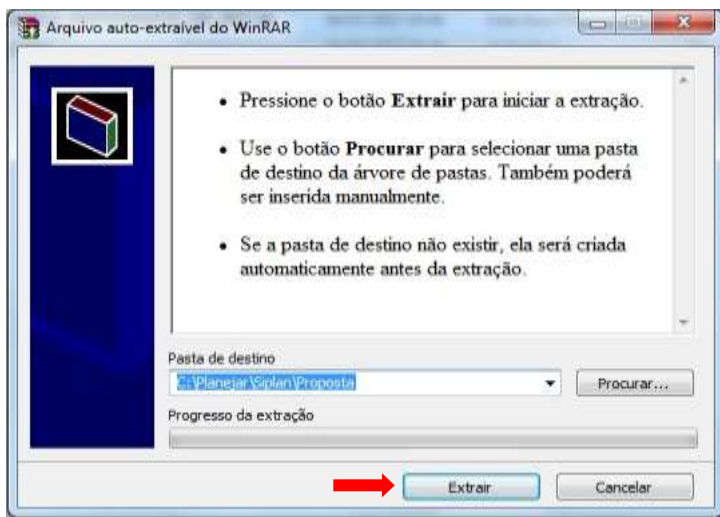 Arquivo auto-extraível do WinRAR
• Pressione o botão Extrair para iniciar a extração.
• Use o botão Procurar para selecionar uma pasta
de destino da árvore de pastas. Também poderá
ser inserida manualmente.
• Se a pasta de destino não existir, ela será criada
automaticamente antes da extração.
Pasta de destino
C:\Planejar\Siplan\Proposta
Procurar...
Progresso da extração
Extrair
Cancelar